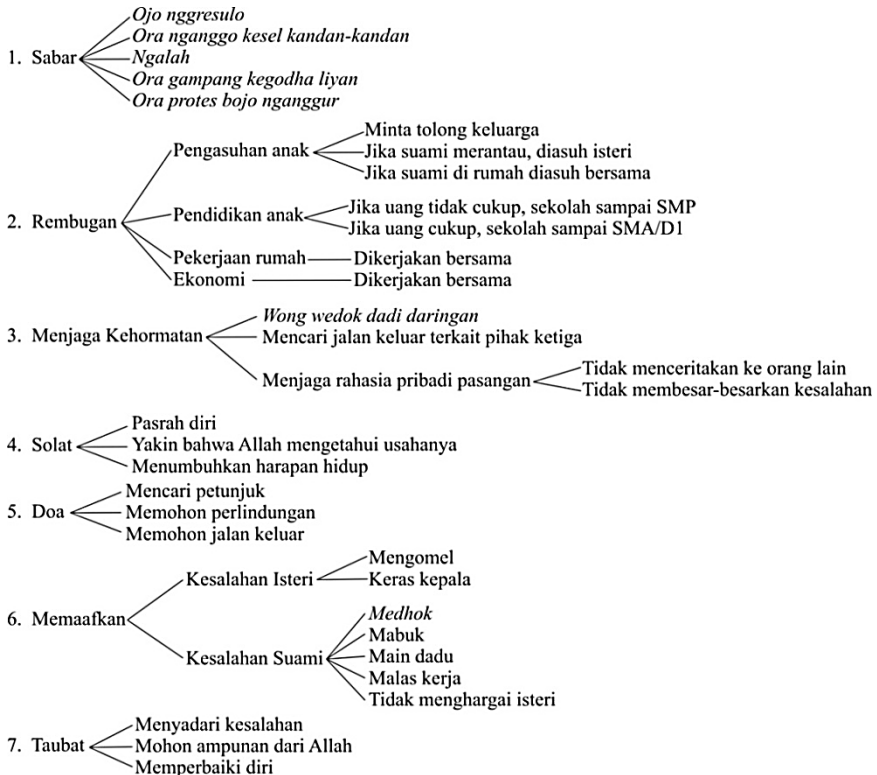 Ojo nggresulo
Ora nganggo kesel kandan-kandan
1. Sabar
Ngalah
Ora gampang kegodha liyan
Ora protes bojo nganggur
Minta tolong keluarga
Pengasuhan anak
Jika suami merantau, diasuh isteri
Jika suami di rumah diasuh bersama
2. Rembugan
Pendidikan anak
Jika uang tidak cukup, sekolah sampai SMP
Jika uang cukup, sekolah sampai SMA/D1
Pekerjaan rumah
Dikerjakan bersama
Ekonomi
Dikerjakan bersama
3. Menjaga Kehormatan
Wong wedok dadi daringan
Mencari jalan keluar terkait pihak ketiga
Menjaga rahasia pribadi pasangan
Tidak menceritakan ke orang lain
Tidak membesar-besarkan kesalahan
4. Solat
Pasrah diri
Yakin bahwa Allah mengetahui usahanya
Menumbuhkan harapan hidup
5. Doa
Mencari petunjuk
Memohon perlindungan
Memohon jalan keluar
6. Memaafkan
Kesalahan Isteri
Mengomel
Keras kepala
Kesalahan Suami
Medhok
Mabuk
Main dadu
Malas kerja
Tidak menghargai isteri
7. Taubat
Menyadari kesalahan
Mohon ampunan dari Allah
Memperbaiki diri